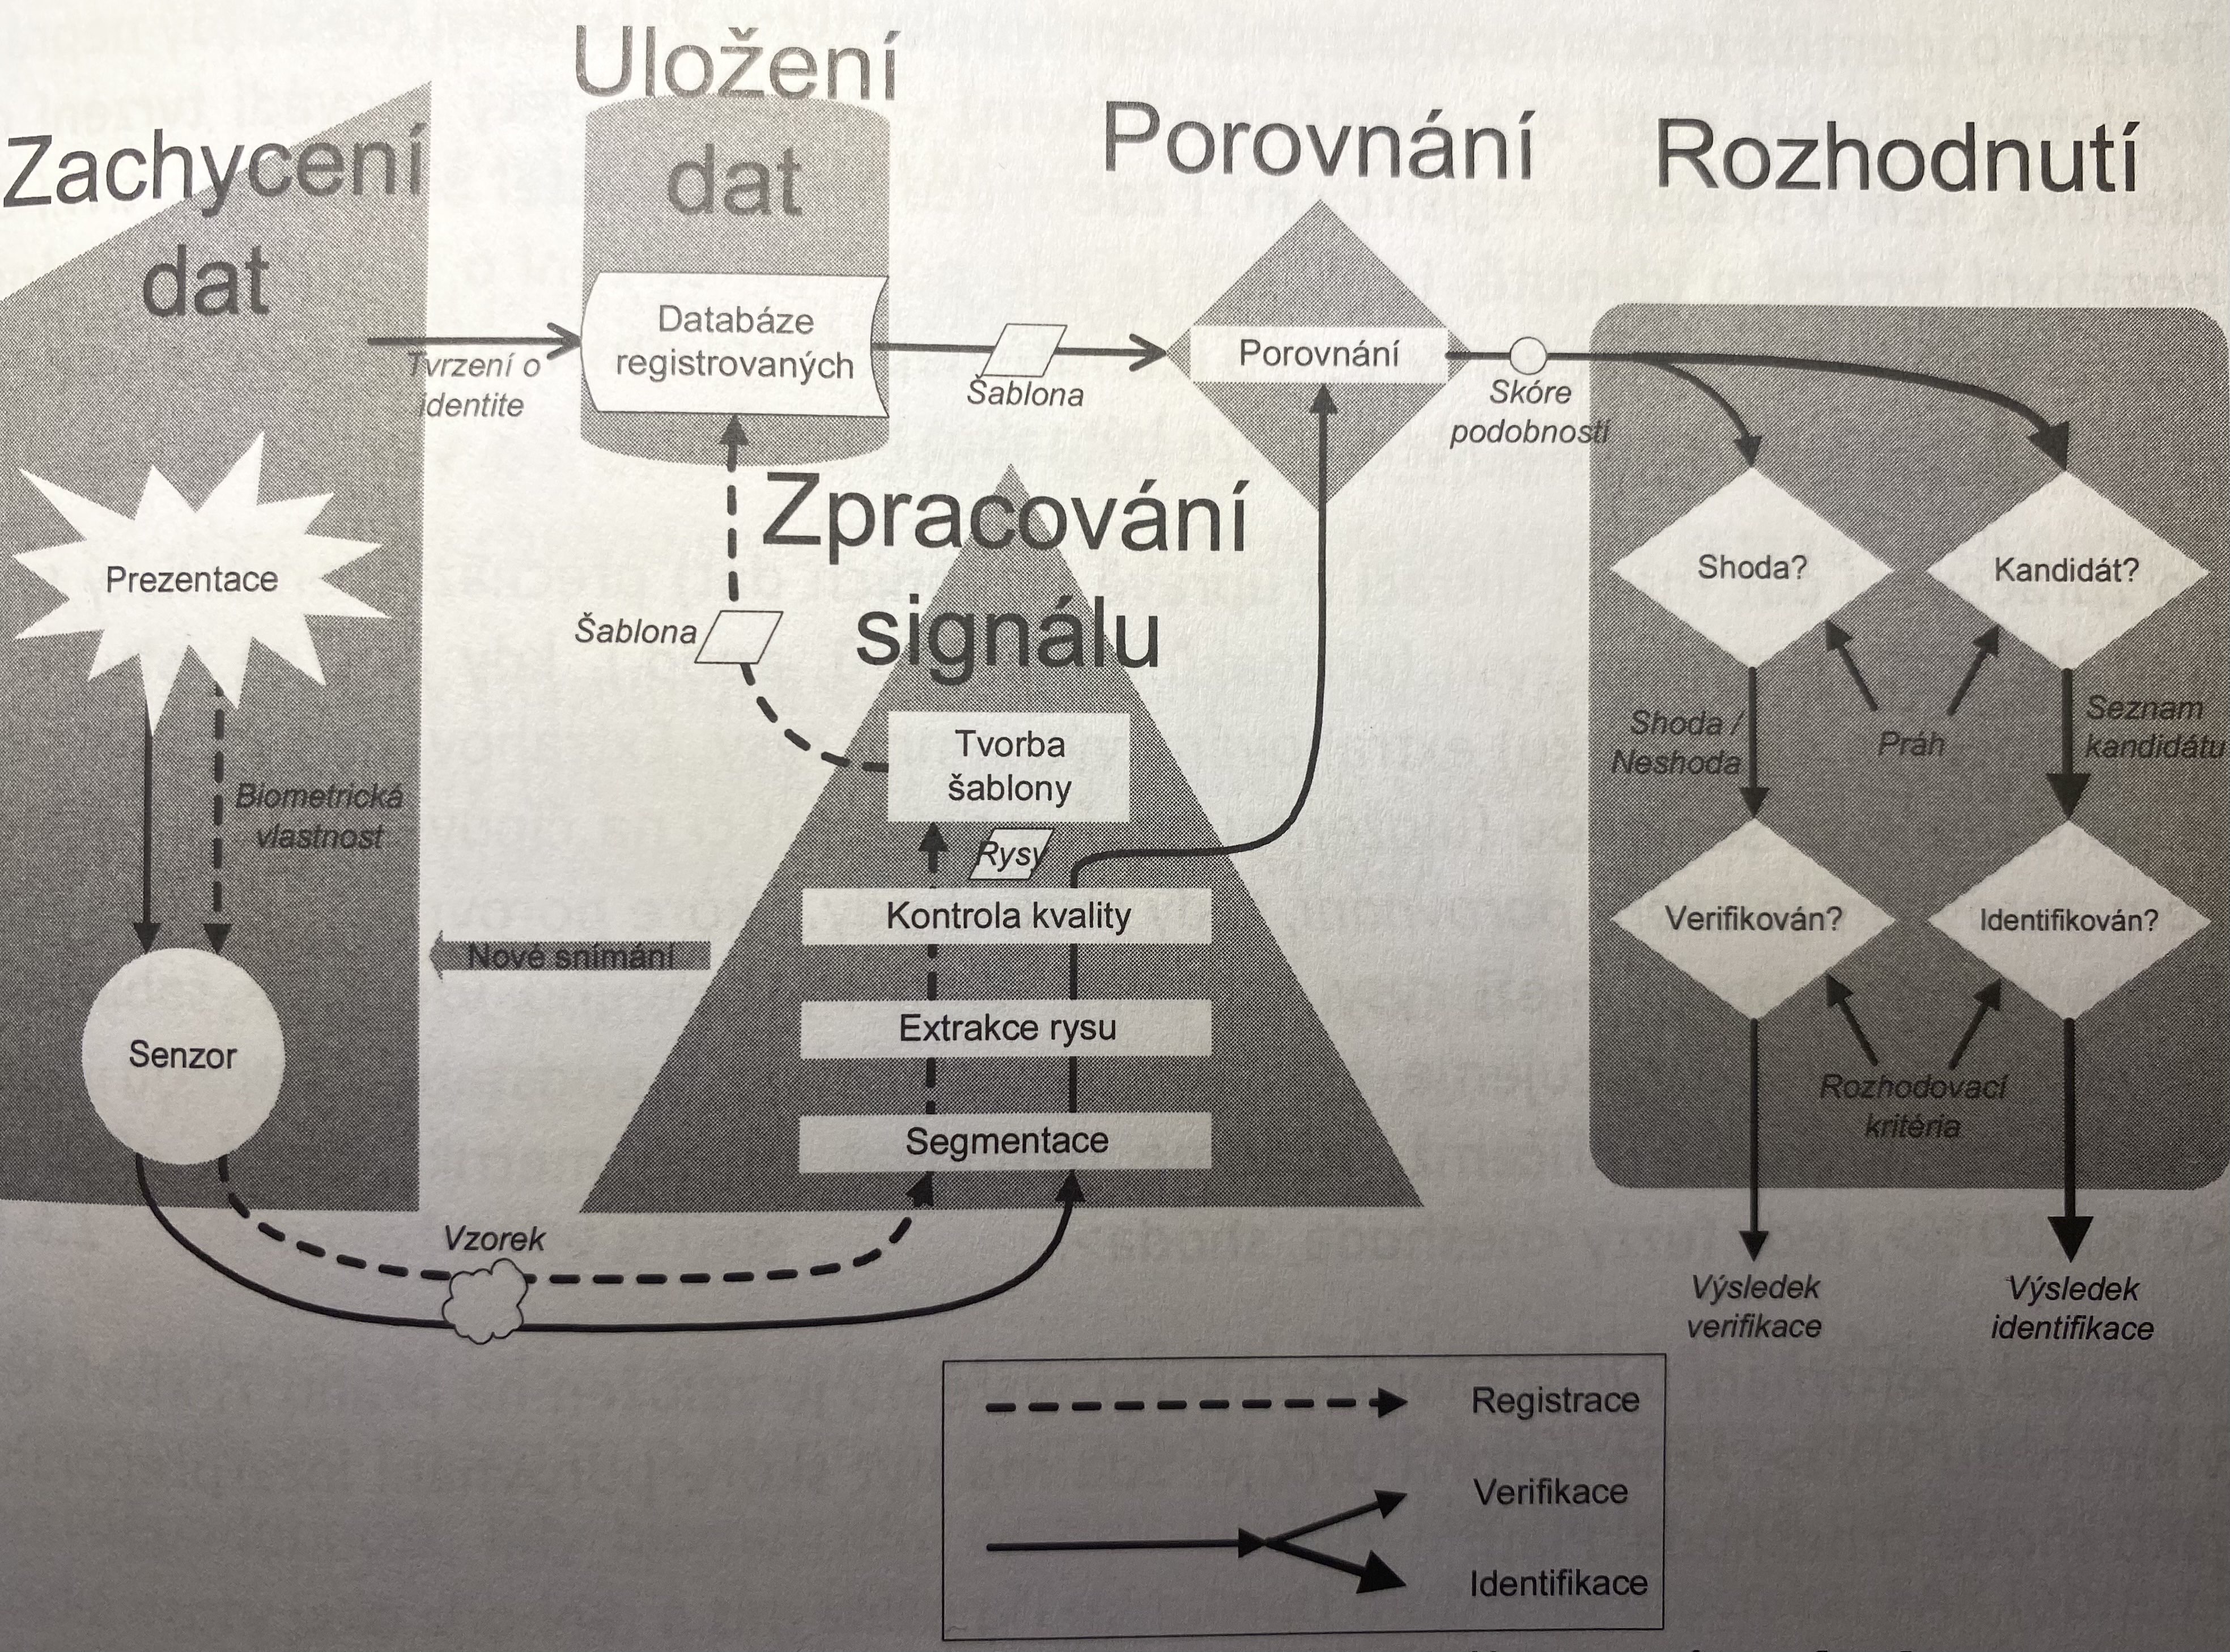 Zachycení
dat
Uložení
dat
Porovnání
Rozhodnutí
Tvrzení o
identite
Databáze
registrovaných
Šablona
Porovnání
Skóre
podobnosti
Prezentace
Biometrická
vlastnost
Senzor
Vzorek
Nové snímání
Šablona
Zpracování
signálu
Tvorba
šablony
Rysy
Kontrola kvality
Extrakce rysu
Segmentace
Shoda?
Kandidát?
Shoda /
Neshoda
Práh
Seznam
kandidátu
Verifikován?
Identifikován?
Rozhodovací
kritéria
Výsledek
verifikace
Výsledek
identifikace
Registrace
Verifikace
Identifikace